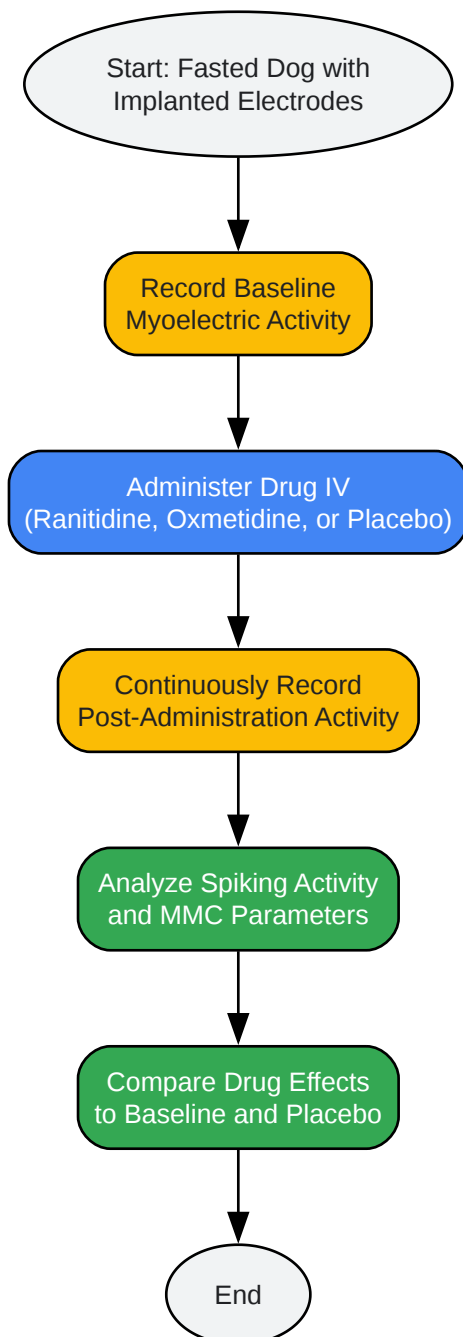 Start: Fasted Dog with
Implanted Electrodes
Record Baseline
Myoelectric Activity
Administer Drug IV
(Ranitidine, Oxmetidine, or Placebo)
Continuously Record
Post-Administration Activity
Analyze Spiking Activity
and MMC Parameters
Compare Drug Effects
to Baseline and Placebo
End